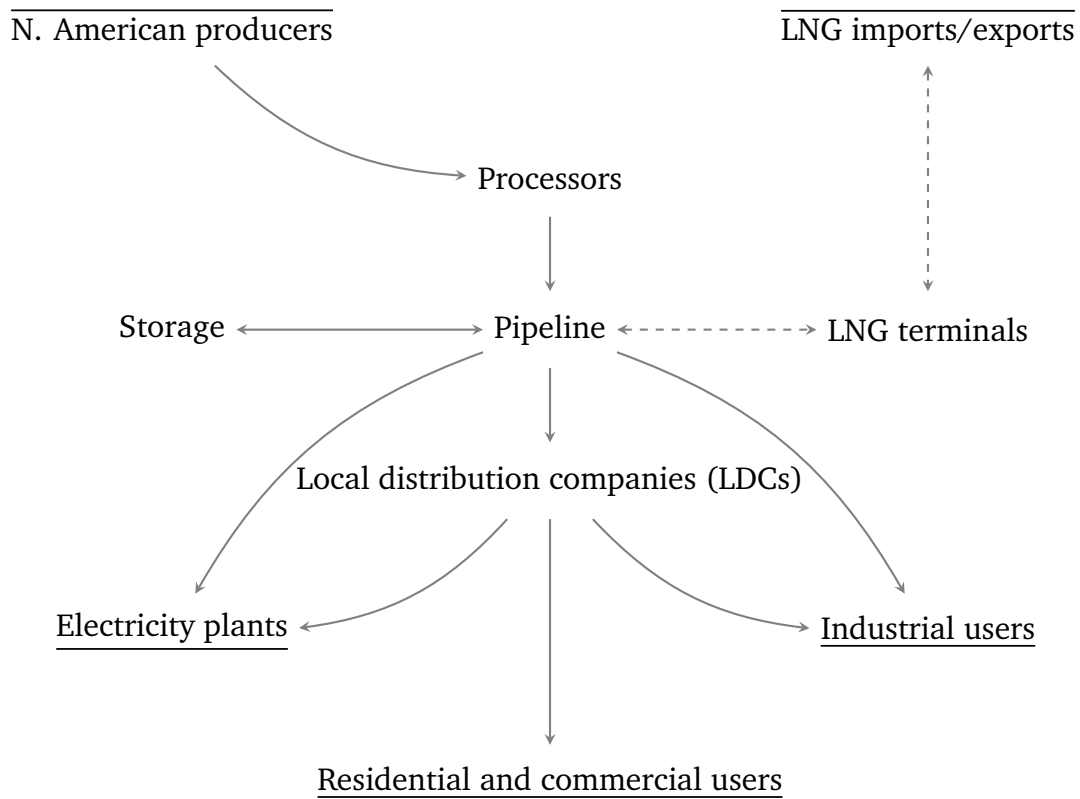 N. American producers
LNG imports/exports
Processors
Storage
Pipeline
LNG terminals
Local distribution companies (LDCs)
Electricity plants
Industrial users
Residential and commercial users